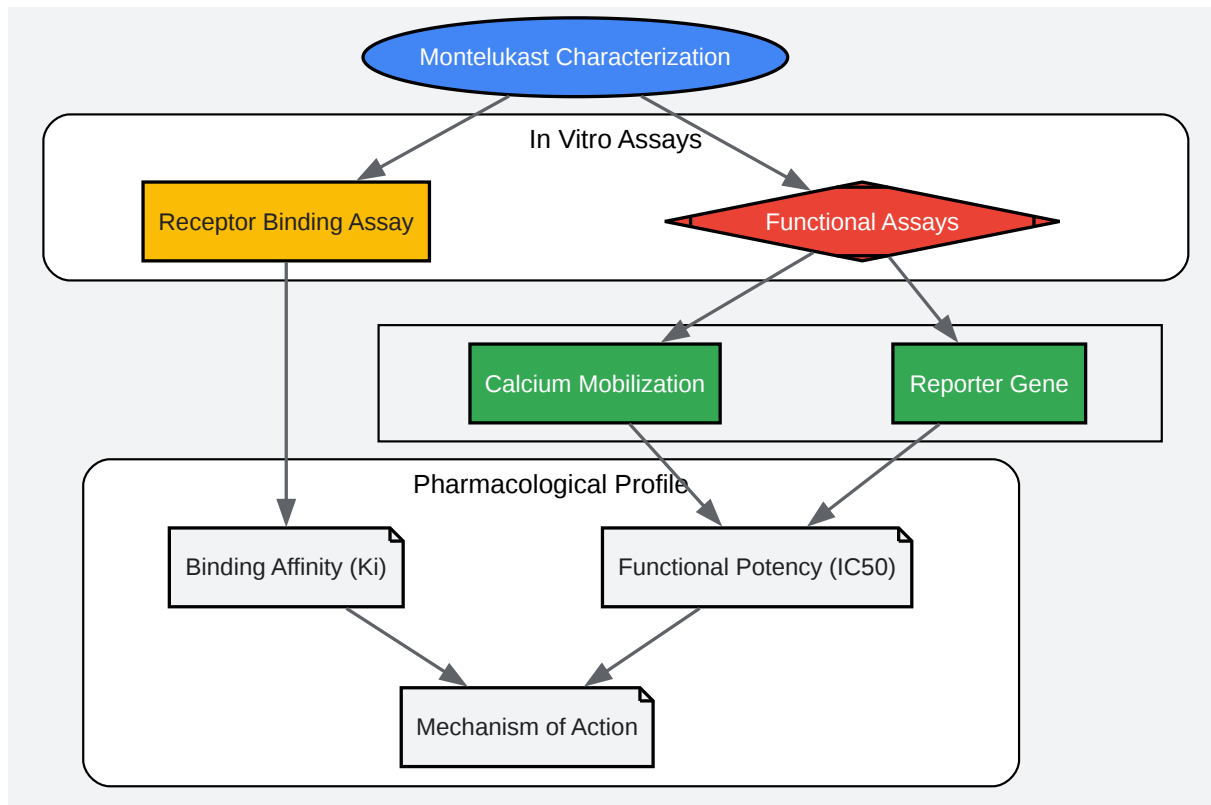 Montelukast Characterization
In Vitro Assays
Receptor Binding Assay
Functional Assays
Calcium Mobilization
Reporter Gene
Pharmacological Profile
Binding Affinity (Ki)
Functional Potency (IC50)
Mechanism of Action